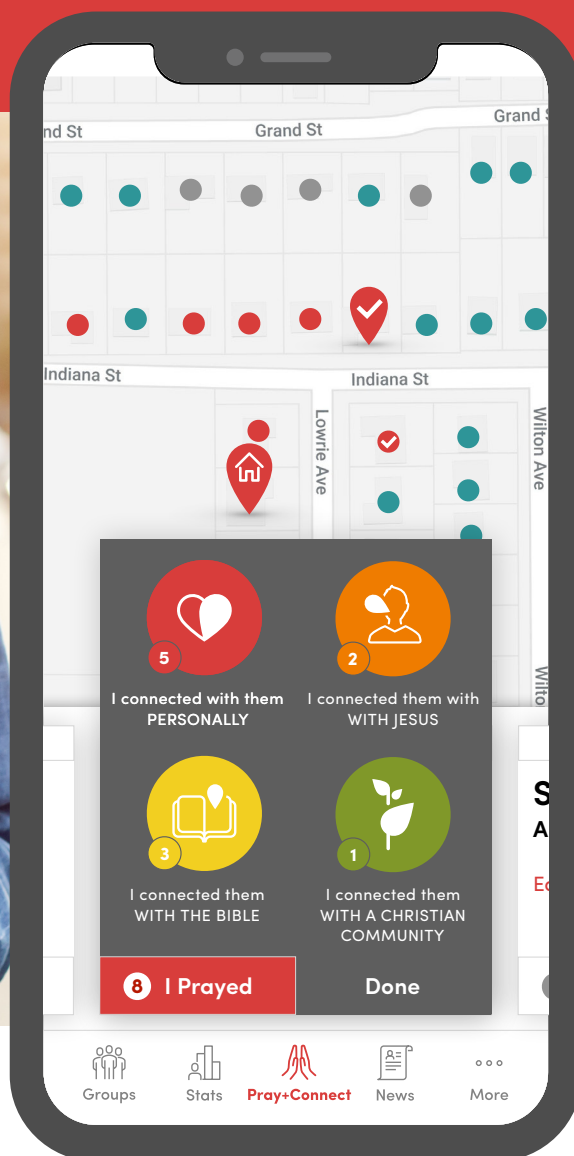 nd St
Grand St
Grand S
Indiana St
Indiana St
Lowrie Ave
Wilton Ave
Wilto
5
I connected with them
PERSONALLY
2
I connected them with
WITH JESUS
3
I connected them
WITH THE BIBLE
1
I connected them
WITH A CHRISTIAN
COMMUNITY
S
A
8 I Prayed
Done
Groups
Stats
Pray+Connect
News
More